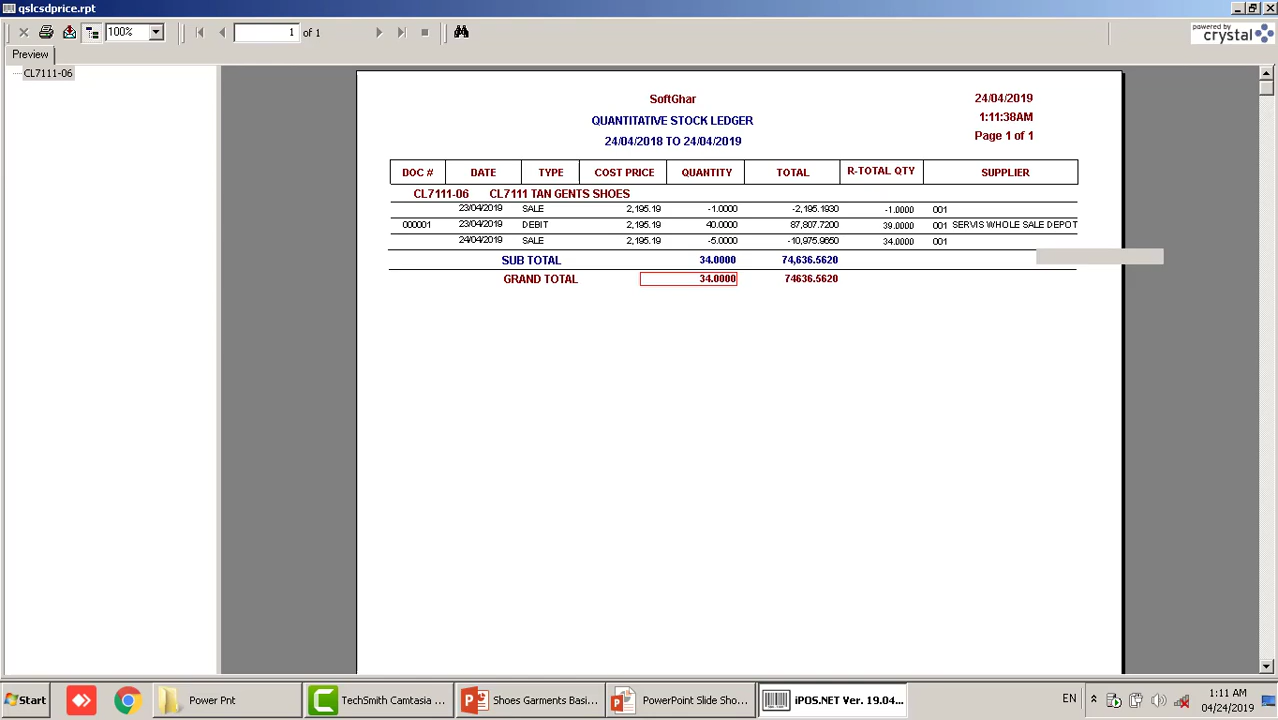 qslcsdprice.rpt
100% 1 of 1
powered by
crystal
Preview
CL7111-06
SoftGhar 24/04/2019
QUANTITATIVE STOCK LEDGER 1:11:38AM
24/04/2018 TO 24/04/2019 Page 1 of 1
DOC # DATE TYPE COST PRICE QUANTITY TOTAL R-TOTAL QTY SUPPLIER
CL7111-06 CL7111 TAN GENTS SHOES
23/04/2019 SALE 2,195.19 -1.0000 -2,195.1930 -1.0000 001
000001 23/04/2019 DEBIT 2,195.19 40.0000 87,807.7200 39.0000 001 SERVIS WHOLE SALE DEPOT
24/04/2019 SALE 2,195.19 -5.0000 -10,975.9650 34.0000 001
SUB TOTAL 34.0000 74,636.5620
GRAND TOTAL 34.0000 74636.5620
Start Power Pnt TechSmith Camtasia ... Shoes Garments Basi... PowerPoint Slide Sho... iPOS.NET Ver. 19.04... EN 1:11 AM
04/24/2019